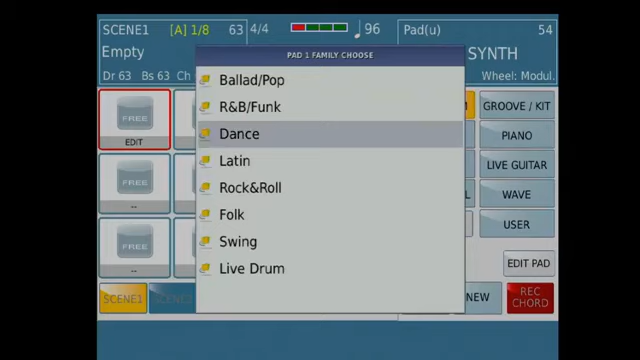 SCENE1 [A] 1/8 63 4/4 96 Pad(u) 54
Empty SYNTH
Dr 63 Bs 63 Ch Wheel: Modul.
PAD 1 FAMILY CHOOSE
Ballad/Pop
R&B/Funk
Dance
Latin
Rock&Roll
Folk
Swing
Live Drum
FREE
EDIT
FREE
--
FREE
--
GROOVE / KIT
PIANO
LIVE GUITAR
WAVE
USER
EDIT PAD
SCENE1 SCENE2 NEW REC
CHORD